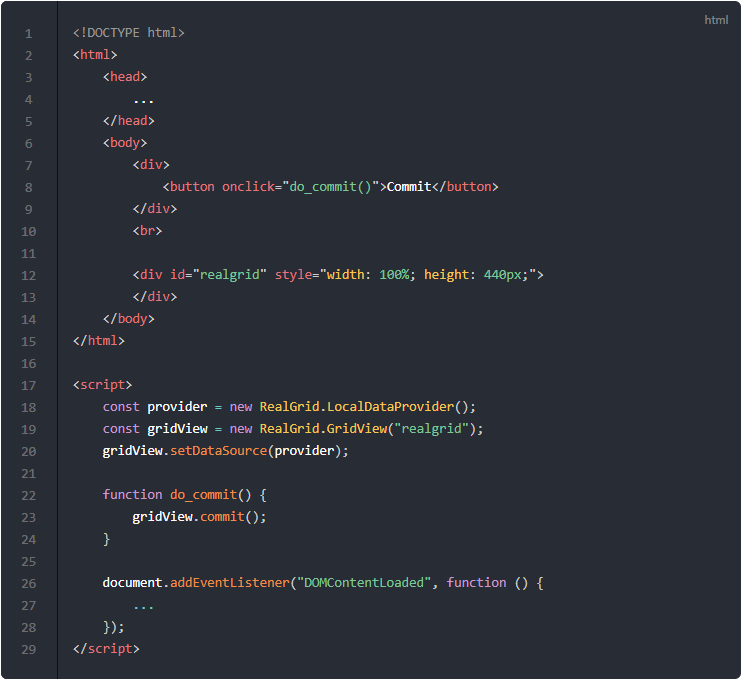 html
1 <!DOCTYPE html>
2 <html>
3     <head>
4         ...
5     </head>
6     <body>
7         <div>
8             <button onclick="do_commit()">Commit</button>
9         </div>
10         <br>
11
12         <div id="realgrid" style="width: 100%; height: 440px;">
13         </div>
14     </body>
15 </html>
16
17 <script>
18     const provider = new RealGrid.LocalDataProvider();
19     const gridView = new RealGrid.GridView("realgrid");
20     gridView.setDataSource(provider);
21
22     function do_commit() {
23         gridView.commit();
24     }
25
26     document.addEventListener("DOMContentLoaded", function () {
27         ...
28     });
29 </script>